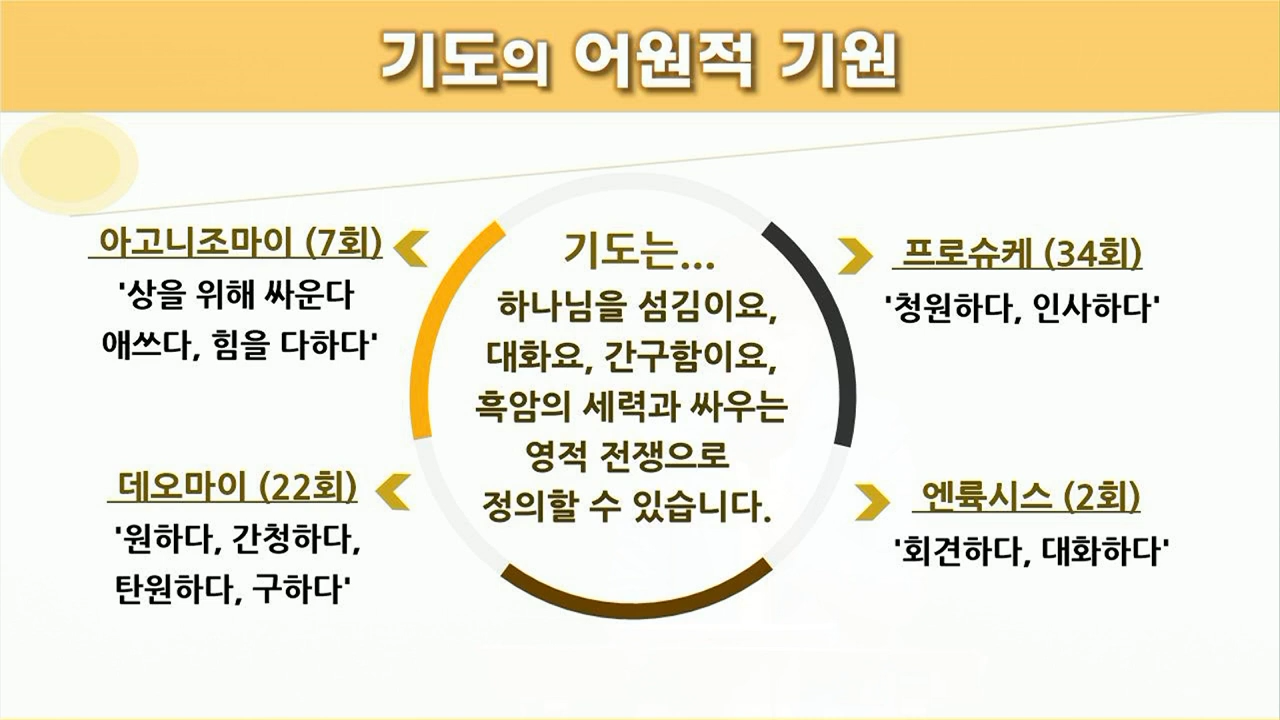 기도의 어원적 기원
아고니조마이 (7회)
'상을 위해 싸운다
애쓰다, 힘을 다하다'
데오마이 (22회)
'원하다, 간청하다,
탄원하다, 구하다'
기도는...
하나님을 섬김이요,
대화요, 간구함이요,
흑암의 세력과 싸우는
영적 전쟁으로
정의할 수 있습니다.
프로슈케 (34회)
'청원하다, 인사하다'
엔륙시스 (2회)
'회견하다, 대화하다'